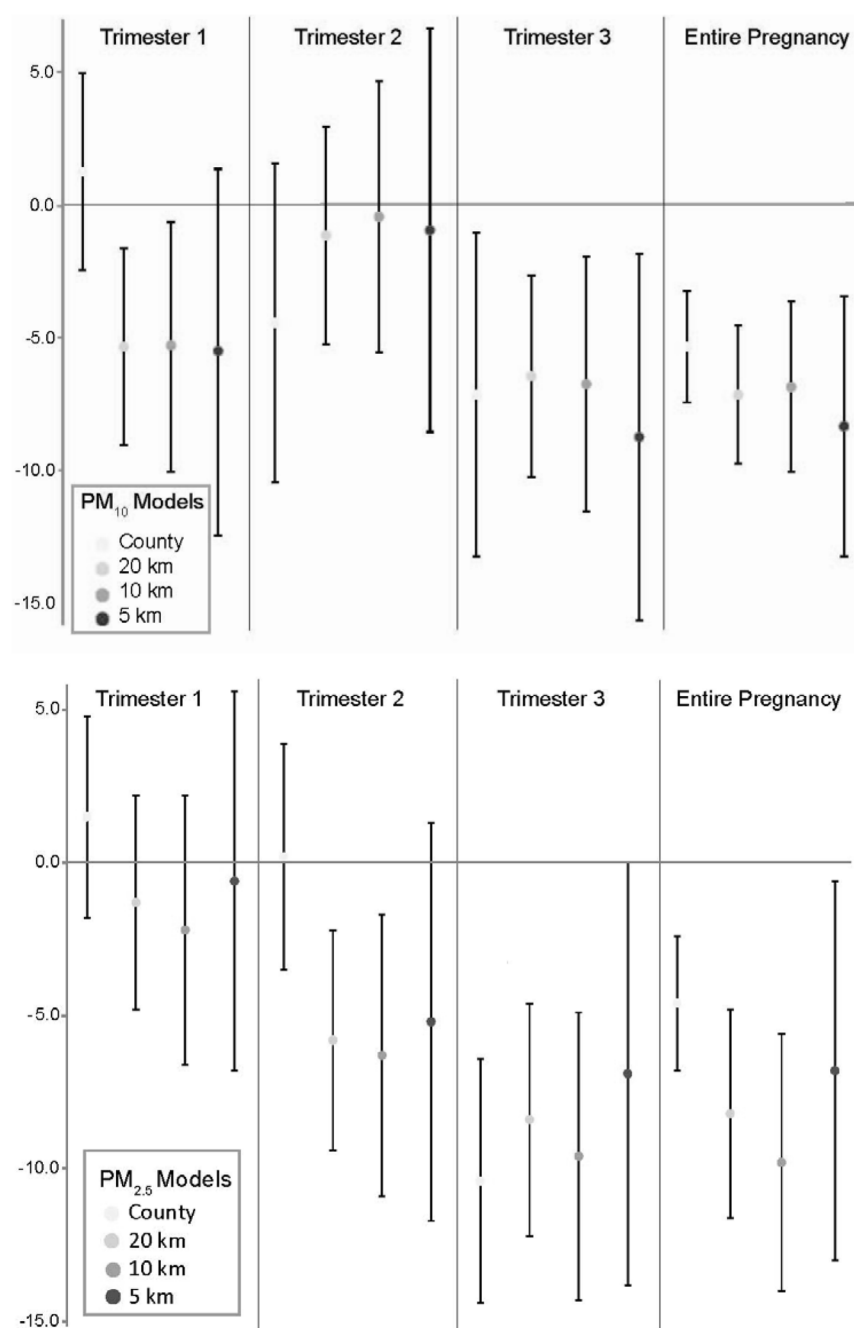 Trimester 1 Trimester 2 Trimester 3 Entire Pregnancy
5.0
0.0
-5.0
-10.0
-15.0
PM10 Models
County
20 km
10 km
5 km
Trimester 1 Trimester 2 Trimester 3 Entire Pregnancy
5.0
0.0
-5.0
-10.0
-15.0
PM2.5 Models
County
20 km
10 km
5 km